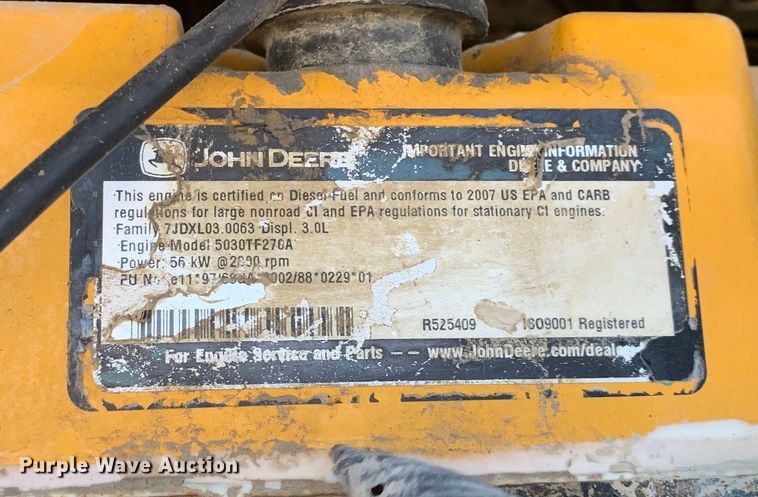 JOHN DEERE
IMPORTANT ENGINE INFORMATION
DEERE & COMPANY
This engine is certified on Diesel Fuel and conforms to 2007 US EPA and CARB
regulations for large nonroad CI and EPA regulations for stationary CI engines.
Family 7JDXL03.0063 Displ. 3.0L
Engine Model 5030TF270A
Power: 56 kW @ rpm
R525409
ISO9001 Registered
For Engine Service and Parts -- www.JohnDeere.com/dealer
Purple Wave Auction